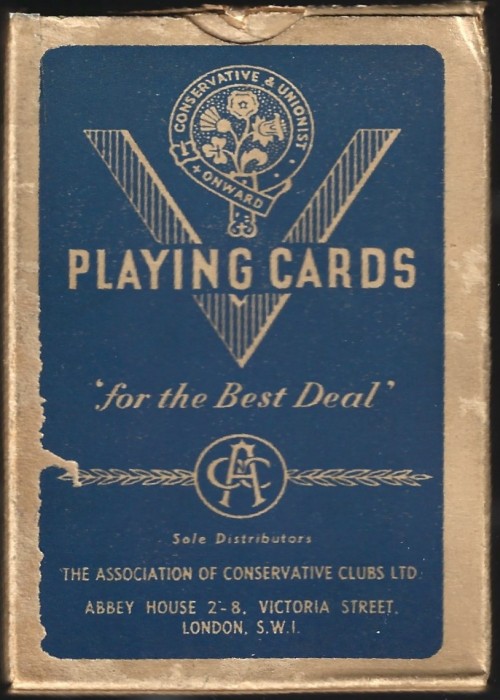 CONSERVATIVE & UNIONIST
ONWARD
PLAYING CARDS
'for the Best Deal'
ACC
Sole Distributors
THE ASSOCIATION OF CONSERVATIVE CLUBS LTD.
ABBEY HOUSE 2-8, VICTORIA STREET,
LONDON, S.W.I.